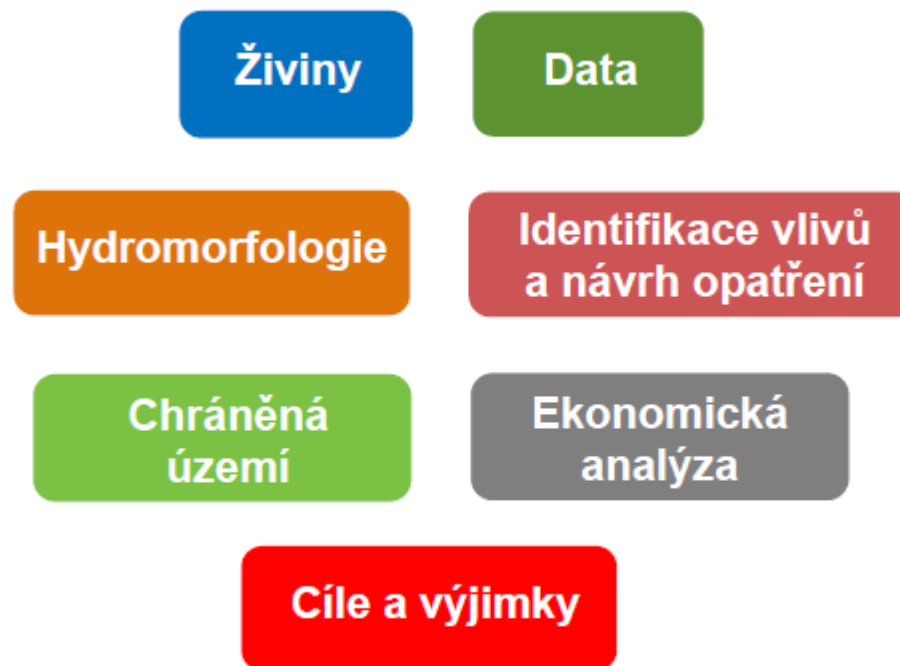 Živiny
Data
Hydromorfologie
Identifikace vlivů
a návrh opatření
Chráněná
území
Ekonomická
analýza
Cíle a výjimky